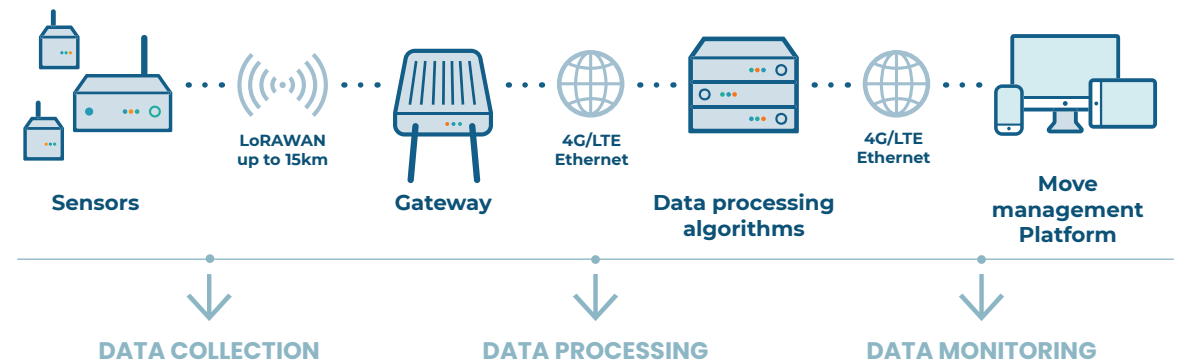 LoRAWAN
up to 15km
4G/LTE
Ethernet
4G/LTE
Ethernet
Sensors
Gateway
Data processing
algorithms
Move
management
Platform
DATA COLLECTION
DATA PROCESSING
DATA MONITORING